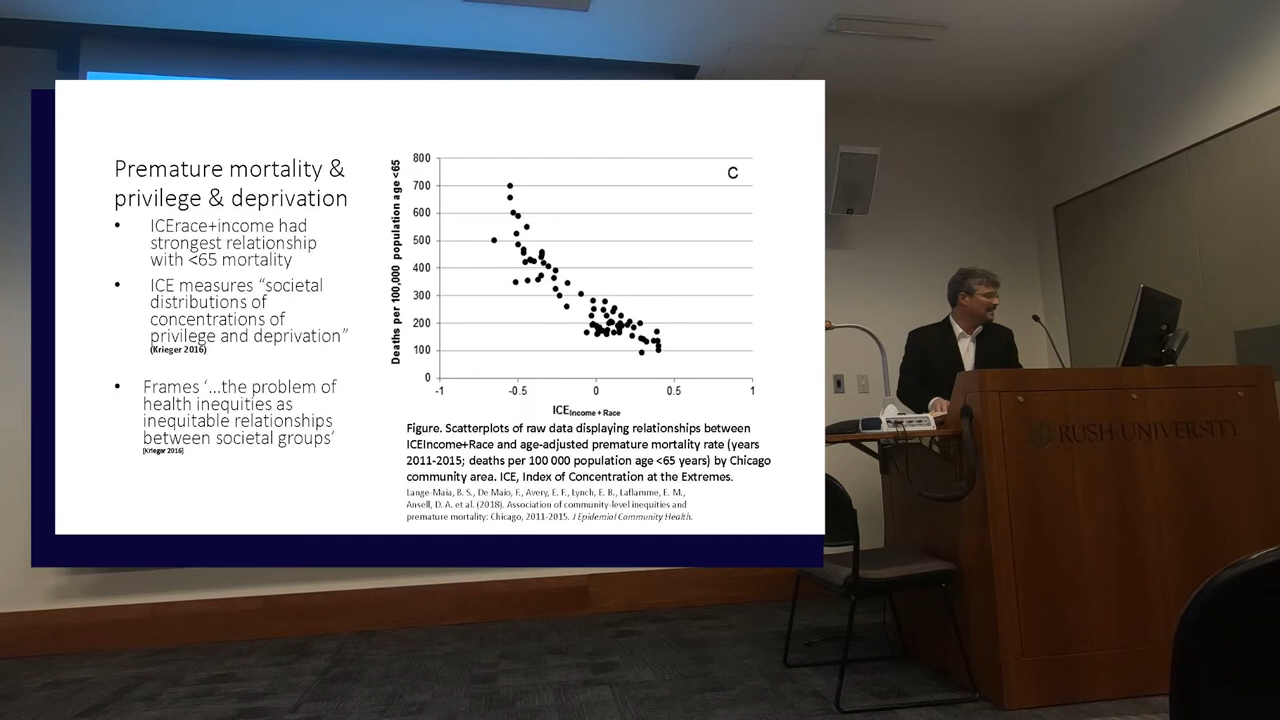 Premature mortality &
privilege & deprivation
• ICErace+income had
strongest relationship
with <65 mortality
• ICE measures “societal
distributions of
concentrations of
privilege and deprivation”
(Krieger 2016)
• Frames ‘...the problem of
health inequities as
inequitable relationships
between societal groups’
(Krieger 2016)
Deaths per 100,000 population age <65
800
700
600
500
400
300
200
100
0
-1
-0.5
0
0.5
1
C
ICEIncome + Race
Figure. Scatterplots of raw data displaying relationships between
ICEIncome+Race and age-adjusted premature mortality rate (years
2011-2015; deaths per 100 000 population age <65 years) by Chicago
community area. ICE, Index of Concentration at the Extremes.
Lange-Maia, B. S., De Maio, F., Avery, E. F., Lynch, E. B., Laflamme, E. M.,
Ansell, D. A. et al. (2018). Association of community-level inequities and
premature mortality: Chicago, 2011-2015. J Epidemiol Community Health.
RUSH UNIVERSITY